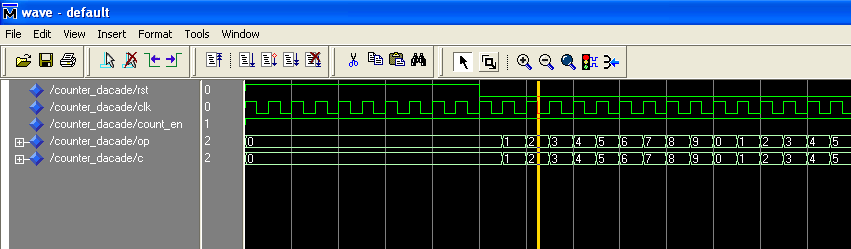 wave - default
File Edit View Insert Format Tools Window
/counter_dacade/rst 0
/counter_dacade/clk 0
/counter_dacade/count_en 1
/counter_dacade/op 2 0 1 2 3 4 5 6 7 8 9 0 1 2 3 4 5
/counter_dacade/c 2 0 1 2 3 4 5 6 7 8 9 0 1 2 3 4 5